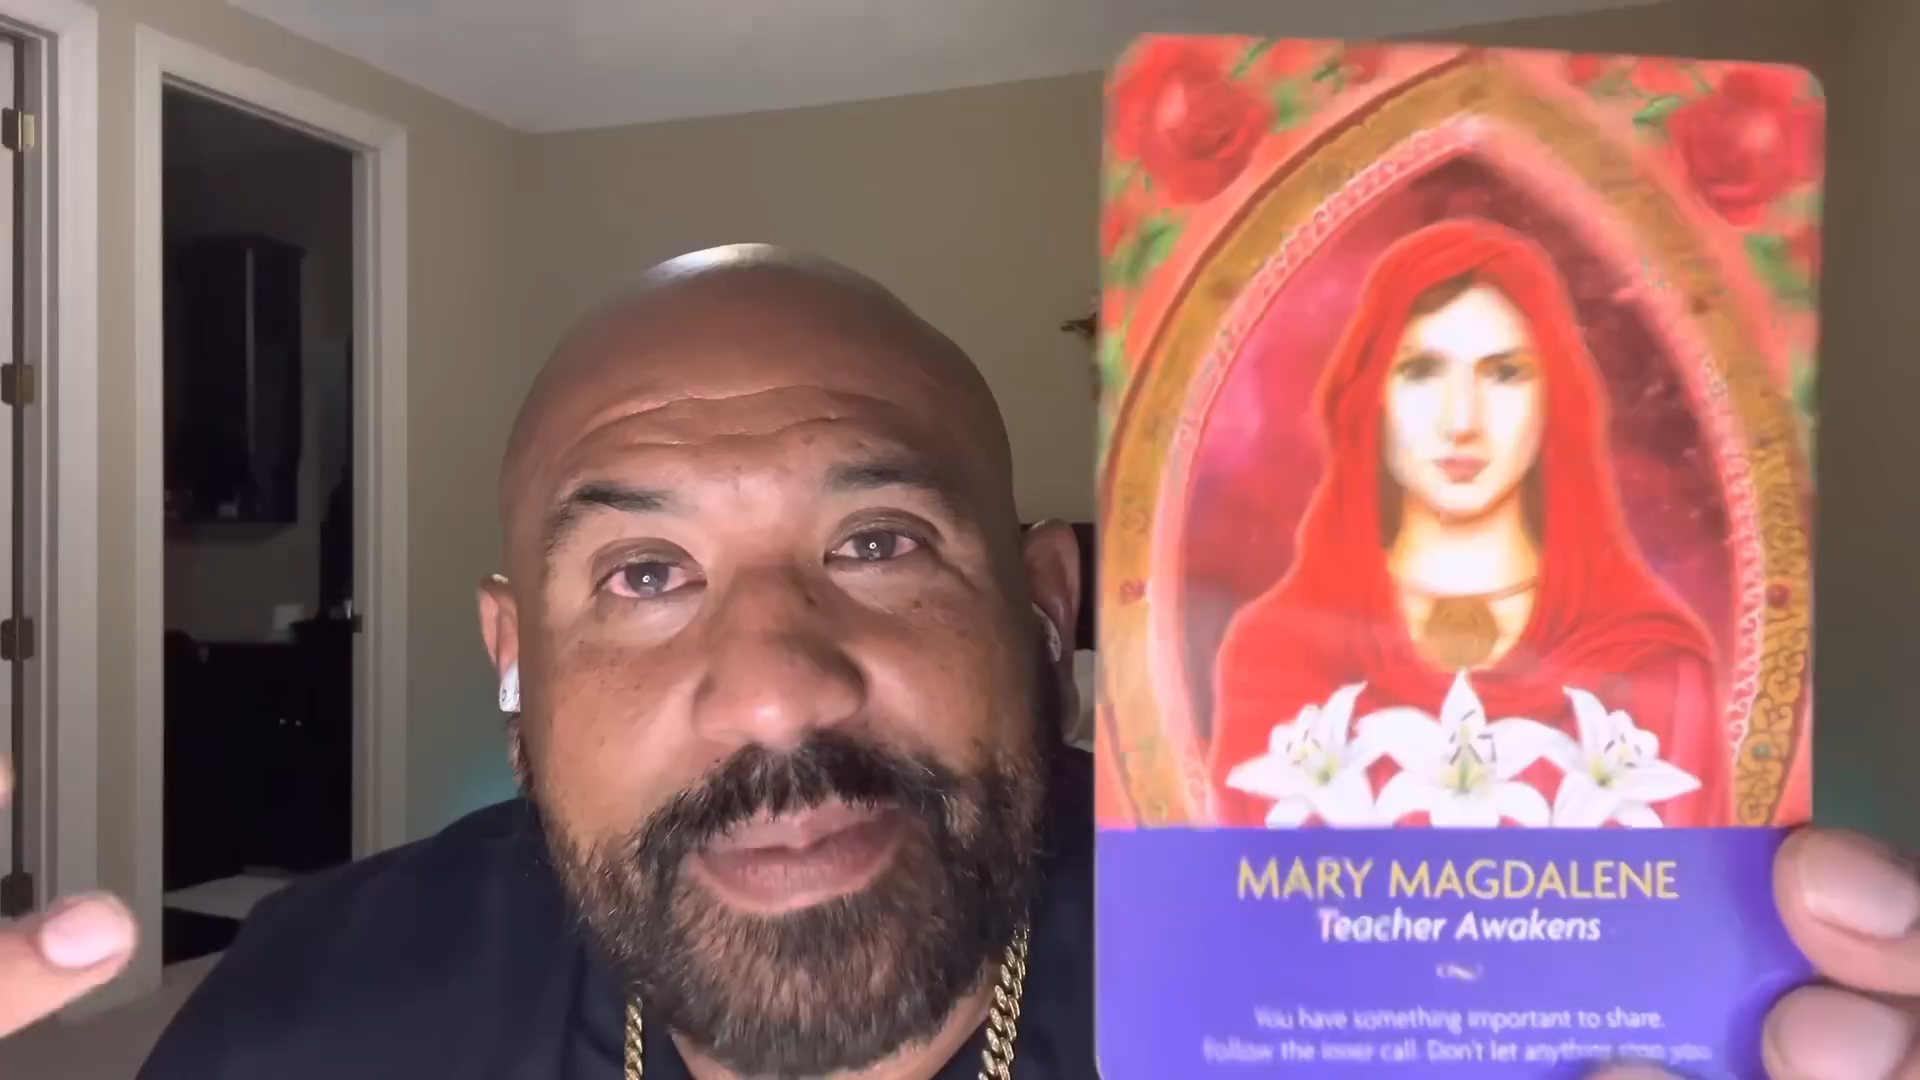 MARY MAGDALENE
Teacher Awakens
You have something important to share.
Follow the inner call. Don't let anything stop you